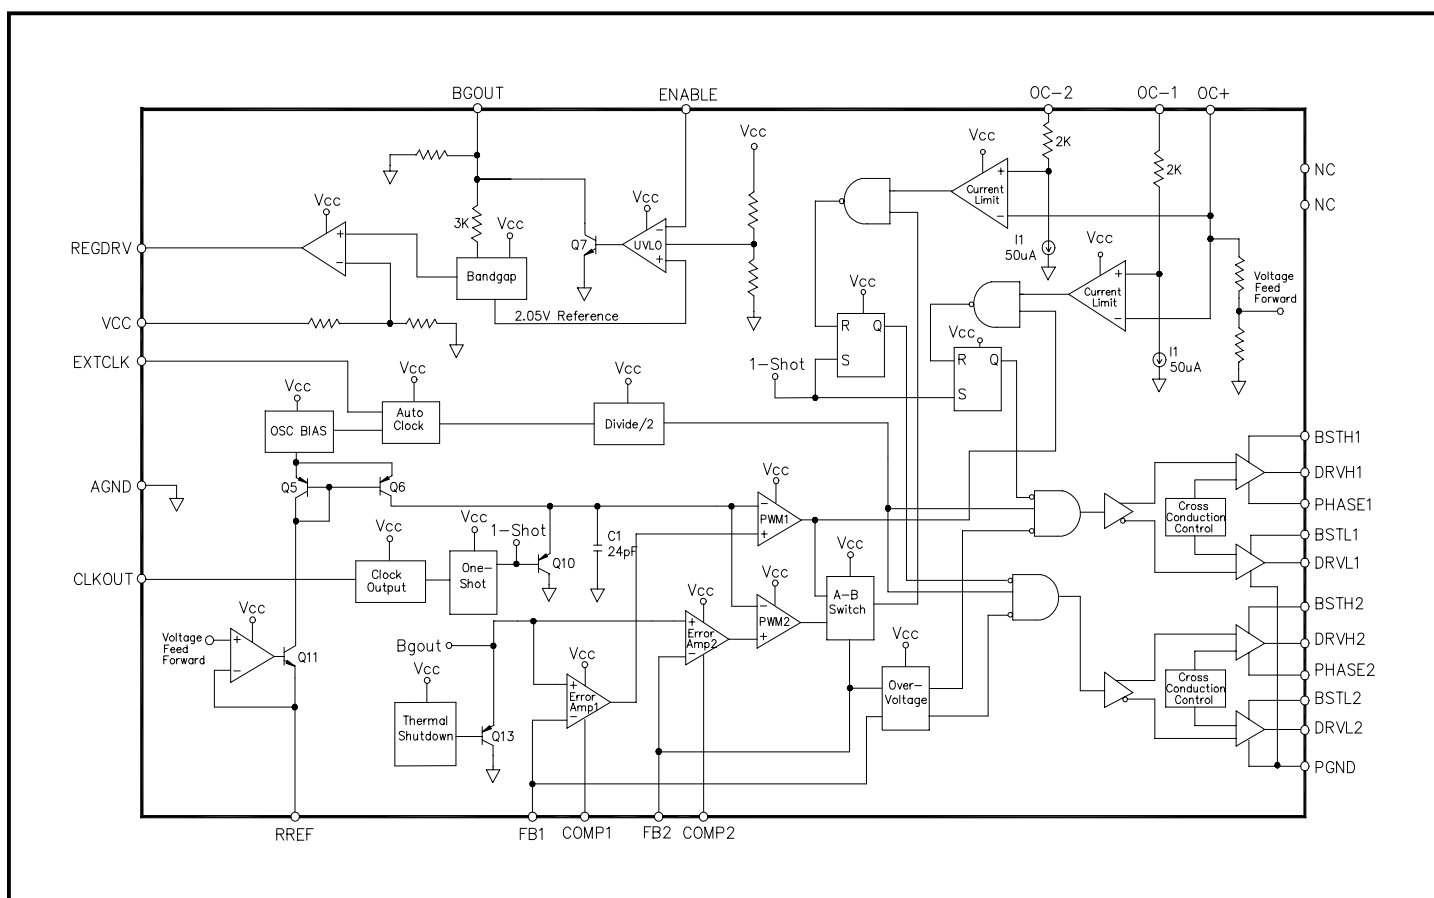 BGOUT
ENABLE
OC-2
OC-1
OC+
Vcc
2K
Vcc
2K
NC
+
Current
Limit
-
Vcc
Vcc
3K
Vcc
Q7
-
UVLO
+
I1
50uA
Vcc
NC
REGDRV
+
-
Bandgap
+
Current
Limit
-
Voltage
Feed
Forward
Vcc
2.05V Reference
R
Q
S
Vcc
R
Q
S
I1
50uA
VCC
EXTCLK
1-Shot
Vcc
Vcc
Vcc
OSC BIAS
Auto
Clock
Divide/2
BSTH1
Vcc
DRVH1
AGND
Q5
Q6
-
PWM1
+
Cross
Conduction
Control
PHASE1
Vcc
1-Shot
C1
24pF
BSTL1
Vcc
Q10
Vcc
DRVL1
CLKOUT
Clock
Output
One-
Shot
Vcc
A-B
Switch
Vcc
-
PWM2
+
BSTH2
Vcc
Voltage
Feed
Forward
+
-
Q11
Bgout
+
Error
Amp2
-
Vcc
DRVH2
Vcc
Vcc
Over-
Voltage
Cross
Conduction
Control
PHASE2
+
Error
Amp1
-
BSTL2
Thermal
Shutdown
Q13
DRVL2
PGND
RREF
FB1
COMP1
FB2
COMP2